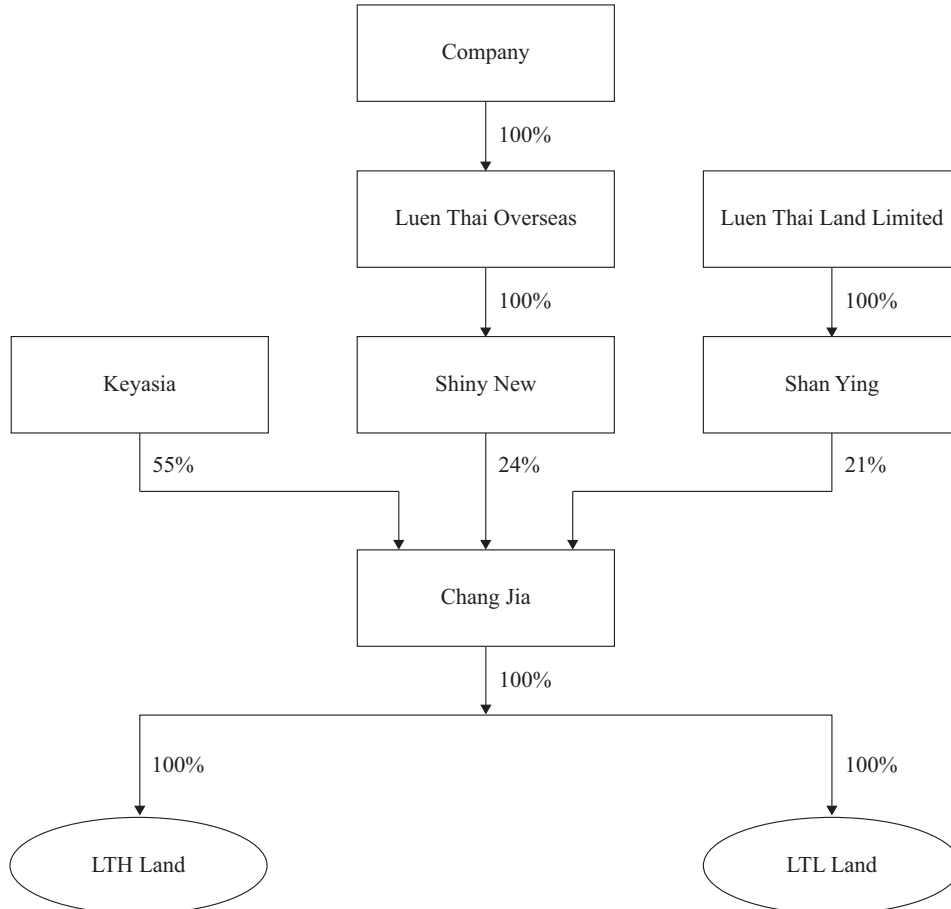 Company
100%
Luen Thai Overseas
Luen Thai Land Limited
100%
100%
Keyasia
Shiny New
Shan Ying
55%
24%
21%
Chang Jia
100%
100%
100%
LTH Land
LTL Land